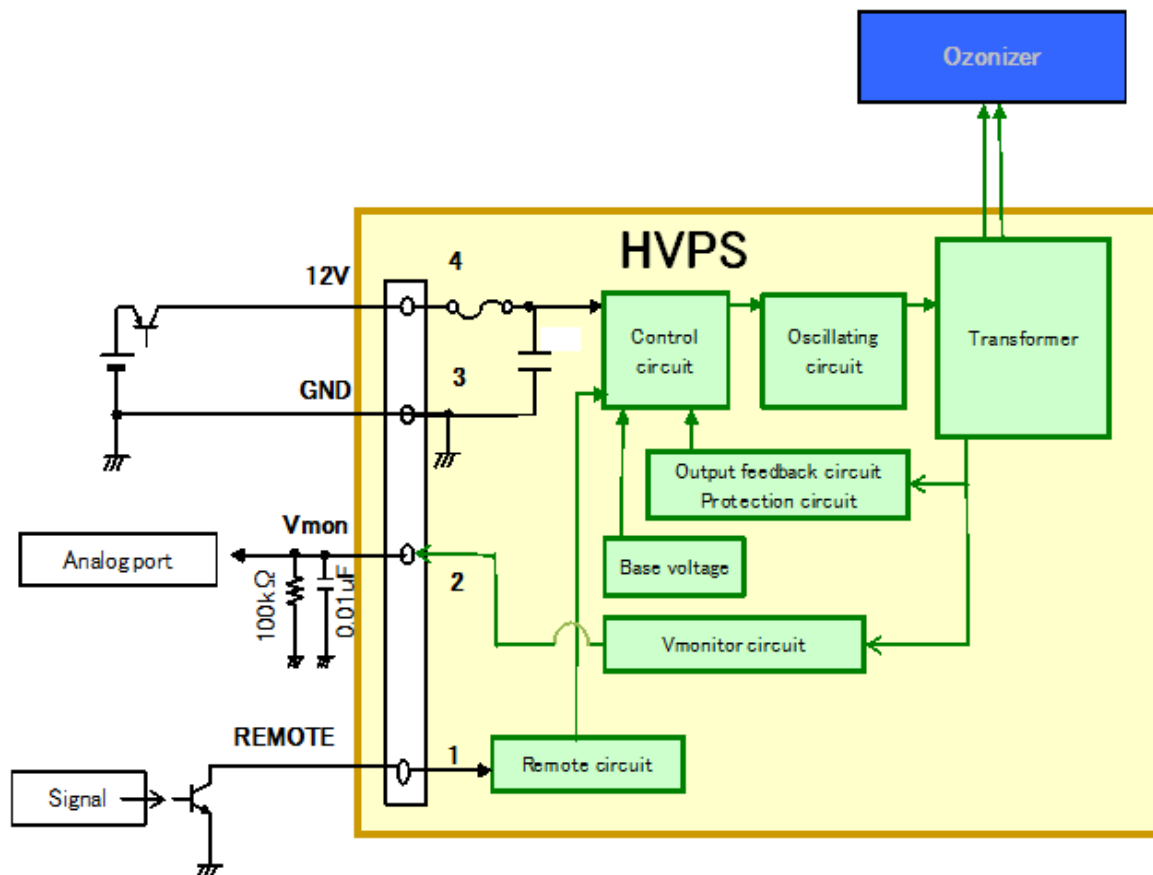 Ozonizer
HVPS
12V
4
Control
circuit
Oscillating
circuit
Transformer
GND
3
Output feedback circuit
Protection circuit
Vmon
Analog port
2
Base voltage
100kΩ
0.01uF
Vmonitor circuit
REMOTE
1
Remote circuit
Signal